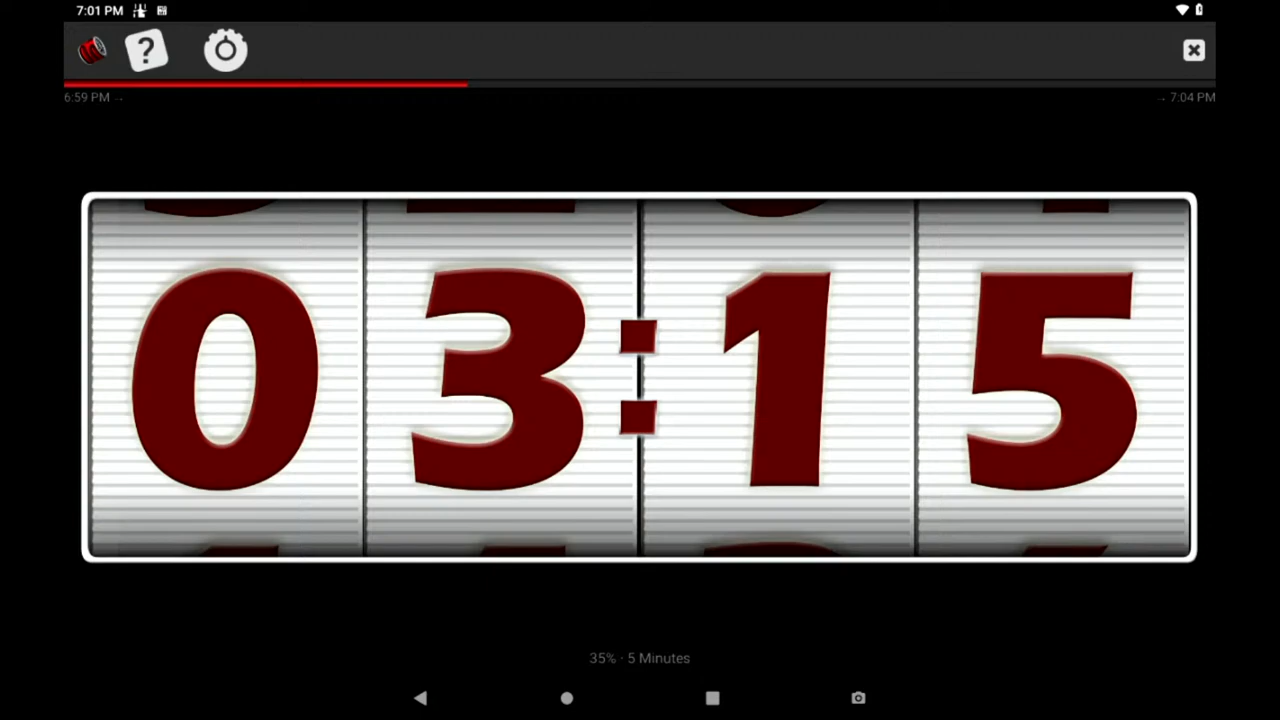 7:01 PM
?
6:59 PM →
→ 7:04 PM
03:15
35% · 5 Minutes